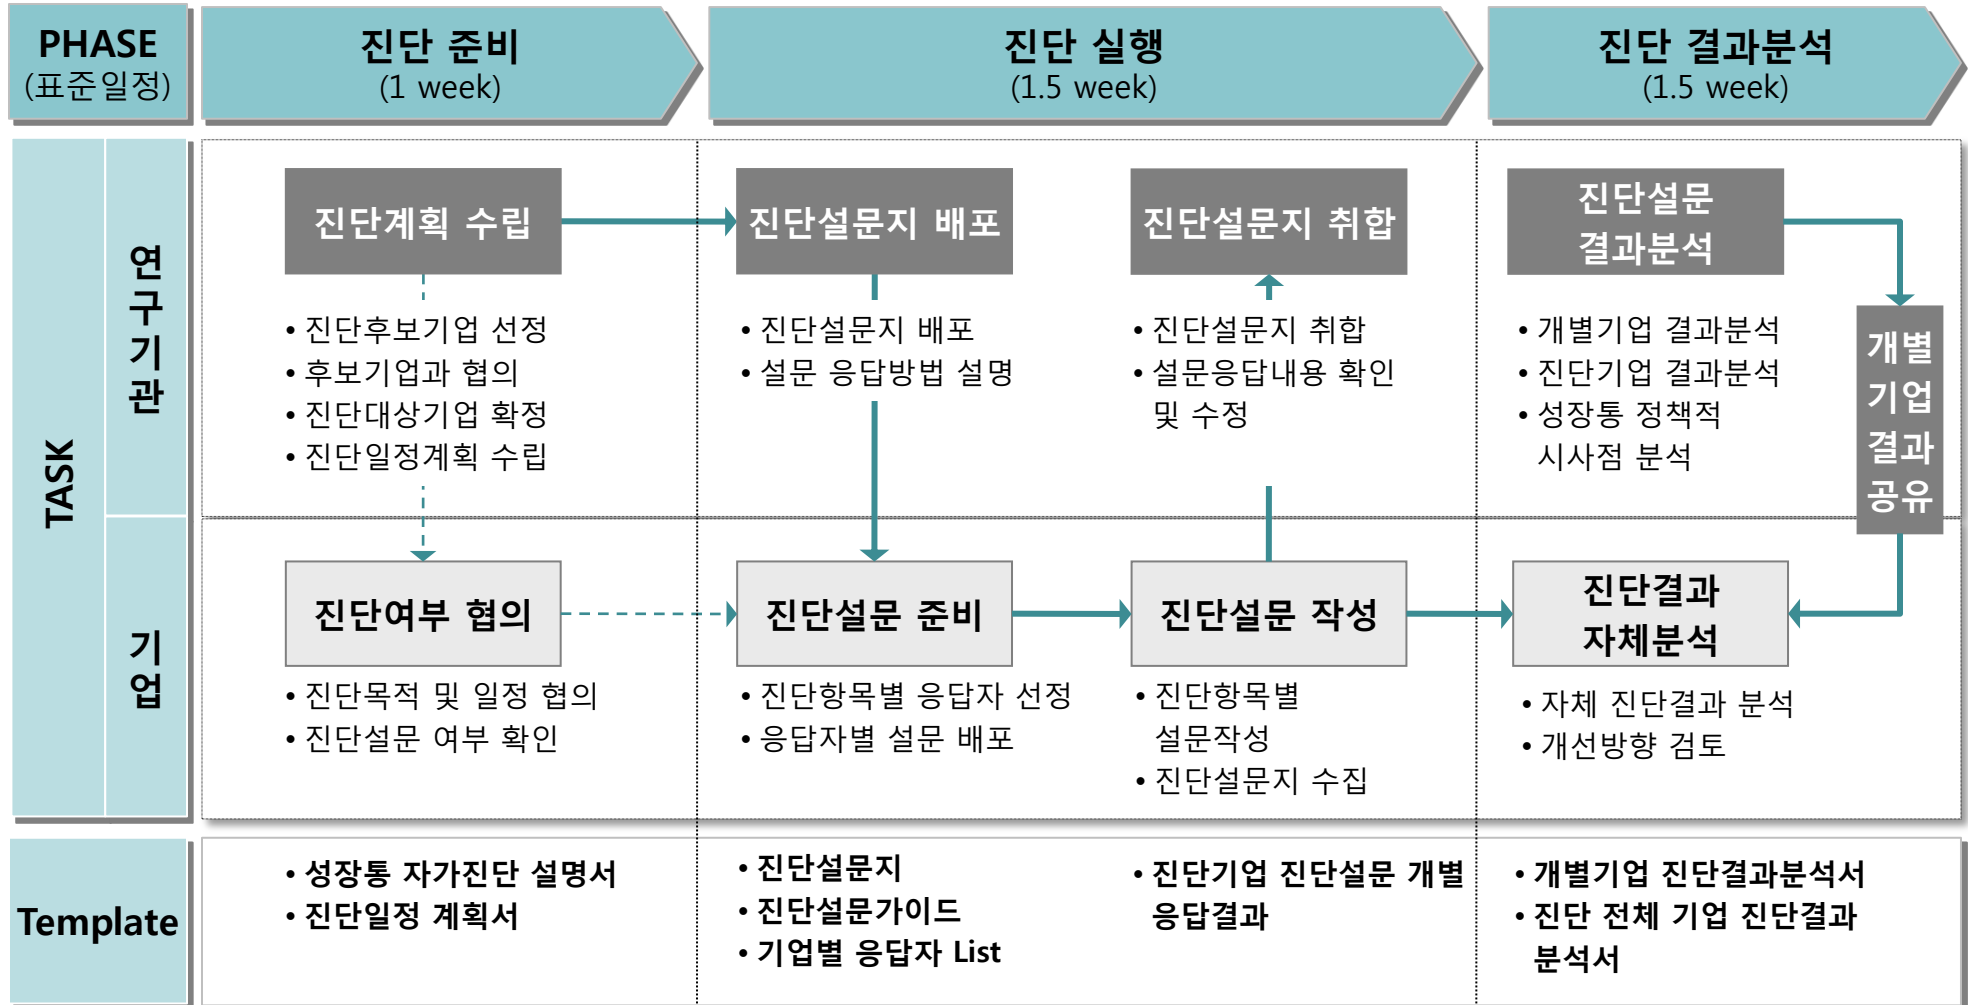 PHASE
(표준일정)
진단 준비
(1 week)
진단 실행
(1.5 week)
진단 결과분석
(1.5 week)
TASK
연
구
기
관
진단계획 수립
• 진단후보기업 선정
• 후보기업과 협의
• 진단대상기업 확정
• 진단일정계획 수립
진단설문지 배포
• 진단설문지 배포
• 설문 응답방법 설명
진단설문지 취합
• 진단설문지 취합
• 설문응답내용 확인
및 수정
진단설문
결과분석
• 개별기업 결과분석
• 진단기업 결과분석
• 성장통 정책적
시사점 분석
개별
기업
결과
공유
기
업
진단여부 협의
• 진단목적 및 일정 협의
• 진단설문 여부 확인
진단설문 준비
• 진단항목별 응답자 선정
• 응답자별 설문 배포
진단설문 작성
• 진단항목별
설문작성
• 진단설문지 수집
진단결과
자체분석
• 자체 진단결과 분석
• 개선방향 검토
Template
• 성장통 자가진단 설명서
• 진단일정 계획서
• 진단설문지
• 진단설문가이드
• 기업별 응답자 List
• 진단기업 진단설문 개별
응답결과
• 개별기업 진단결과분석서
• 진단 전체 기업 진단결과
분석서